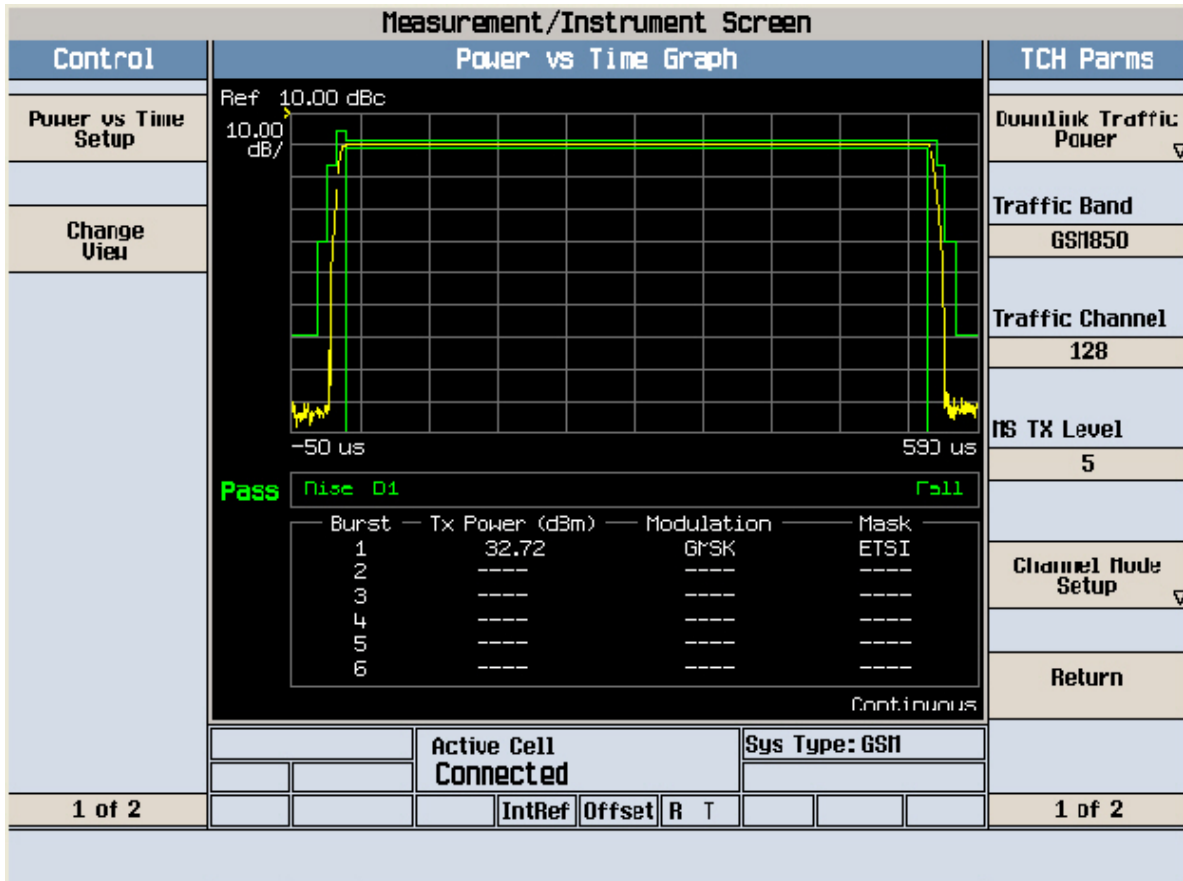 Measurement/Instrument Screen
Control
Power vs Time Graph
TCH Parms
Power vs Time
Setup
Change
View
1 of 2
Ref 10.00 dBc
10.00
dB/
-50 us
590 us
Pass
Rise 01
Fall
Burst Tx Power (dBm) Modulation Mask
1 32.72 GMSK ETSI
2 ---- ---- ----
3 ---- ---- ----
4 ---- ---- ----
5 ---- ---- ----
6 ---- ---- ----
Continuous
Active Cell
Connected
Sys Type: GSM
IntRef Offset R T
Downlink Traffic
Power
Traffic Band
GSM850
Traffic Channel
128
MS TX Level
5
Channel Mode
Setup
Return
1 of 2